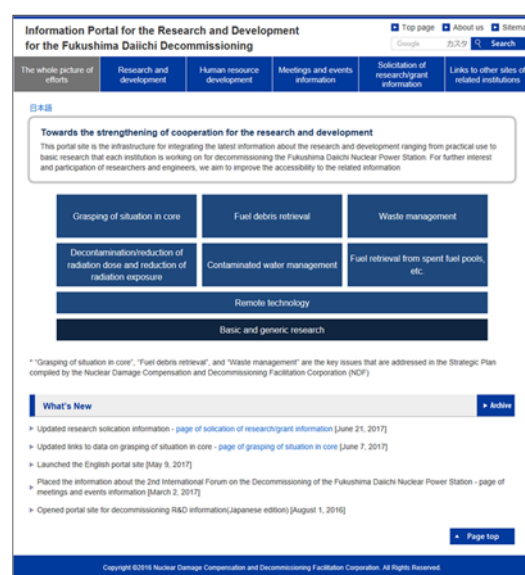 Information Portal for the Research and Development
for the Fukushima Daiichi Decommissioning
Top page About us Sitema
Google カスタ Search
The whole picture of
efforts
Research and
development
Human resource
development
Meetings and events
information
Solicitation of
research/grant
information
Links to other sites of
related institutions
日本語
Towards the strengthening of cooperation for the research and development
This portal site is the infrastructure for integrating the latest information about the research and development ranging from practical use to
basic research that each institution is working on for decommissioning the Fukushima Daiichi Nuclear Power Station. For further interest
and participation of researchers and engineers, we aim to improve the accessibility to the related information
Grasping of situation in core
Fuel debris retrieval
Waste management
Decontamination/reduction of
radiation dose and reduction of
radiation exposure
Contaminated water management
Fuel retrieval from spent fuel pools,
etc.
Remote technology
Basic and generic research
* "Grasping of situation in core", "Fuel debris retrieval", and "Waste management" are the key issues that are addressed in the Strategic Plan
compiled by the Nuclear Damage Compensation and Decommissioning Facilitation Corporation (NDF)
What's New
Archive
Updated research solication information - page of solication of research/grant information [June 21, 2017]
Updated links to data on grasping of situation in core - page of grasping of situation in core [June 7, 2017]
Launched the English portal site [May 9, 2017]
Placed the information about the 2nd International Forum on the Decommissioning of the Fukushima Daiichi Nuclear Power Station - page of
meetings and events information [March 2, 2017]
Opened portal site for decommissioning R&D information(Japanese edition) [August 1, 2016]
Page top
Copyright ©2016 Nuclear Damage Compensation and Decommissioning Facilitation Corporation. All Rights Reserved.